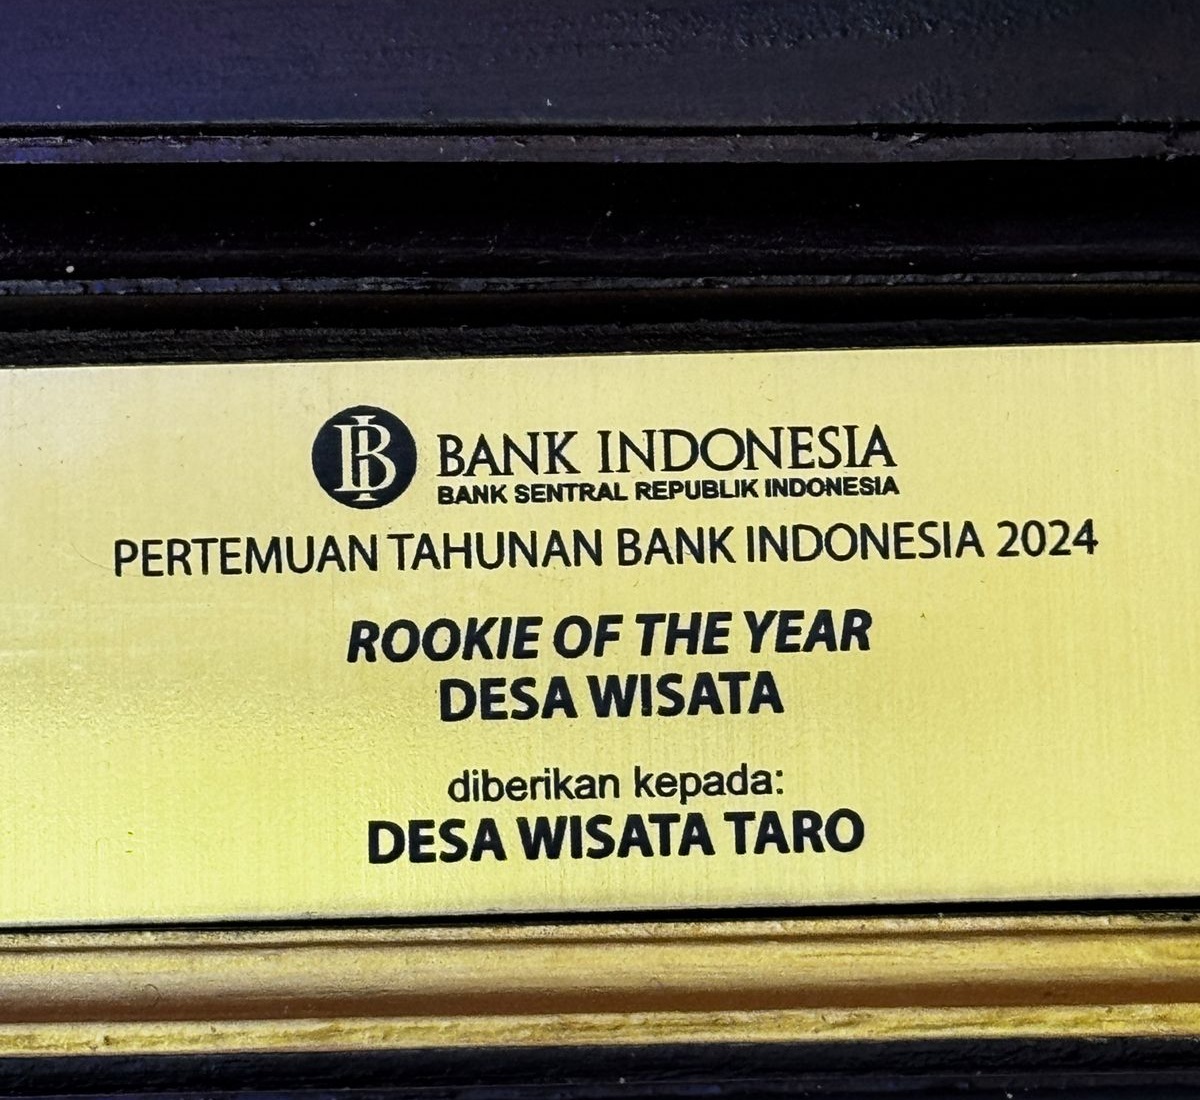 BI BANK INDONESIA
BANK SENTRAL REPUBLIK INDONESIA
PERTEMUAN TAHUNAN BANK INDONESIA 2024
ROOKIE OF THE YEAR
DESA WISATA
diberikan kepada:
DESA WISATA TARO